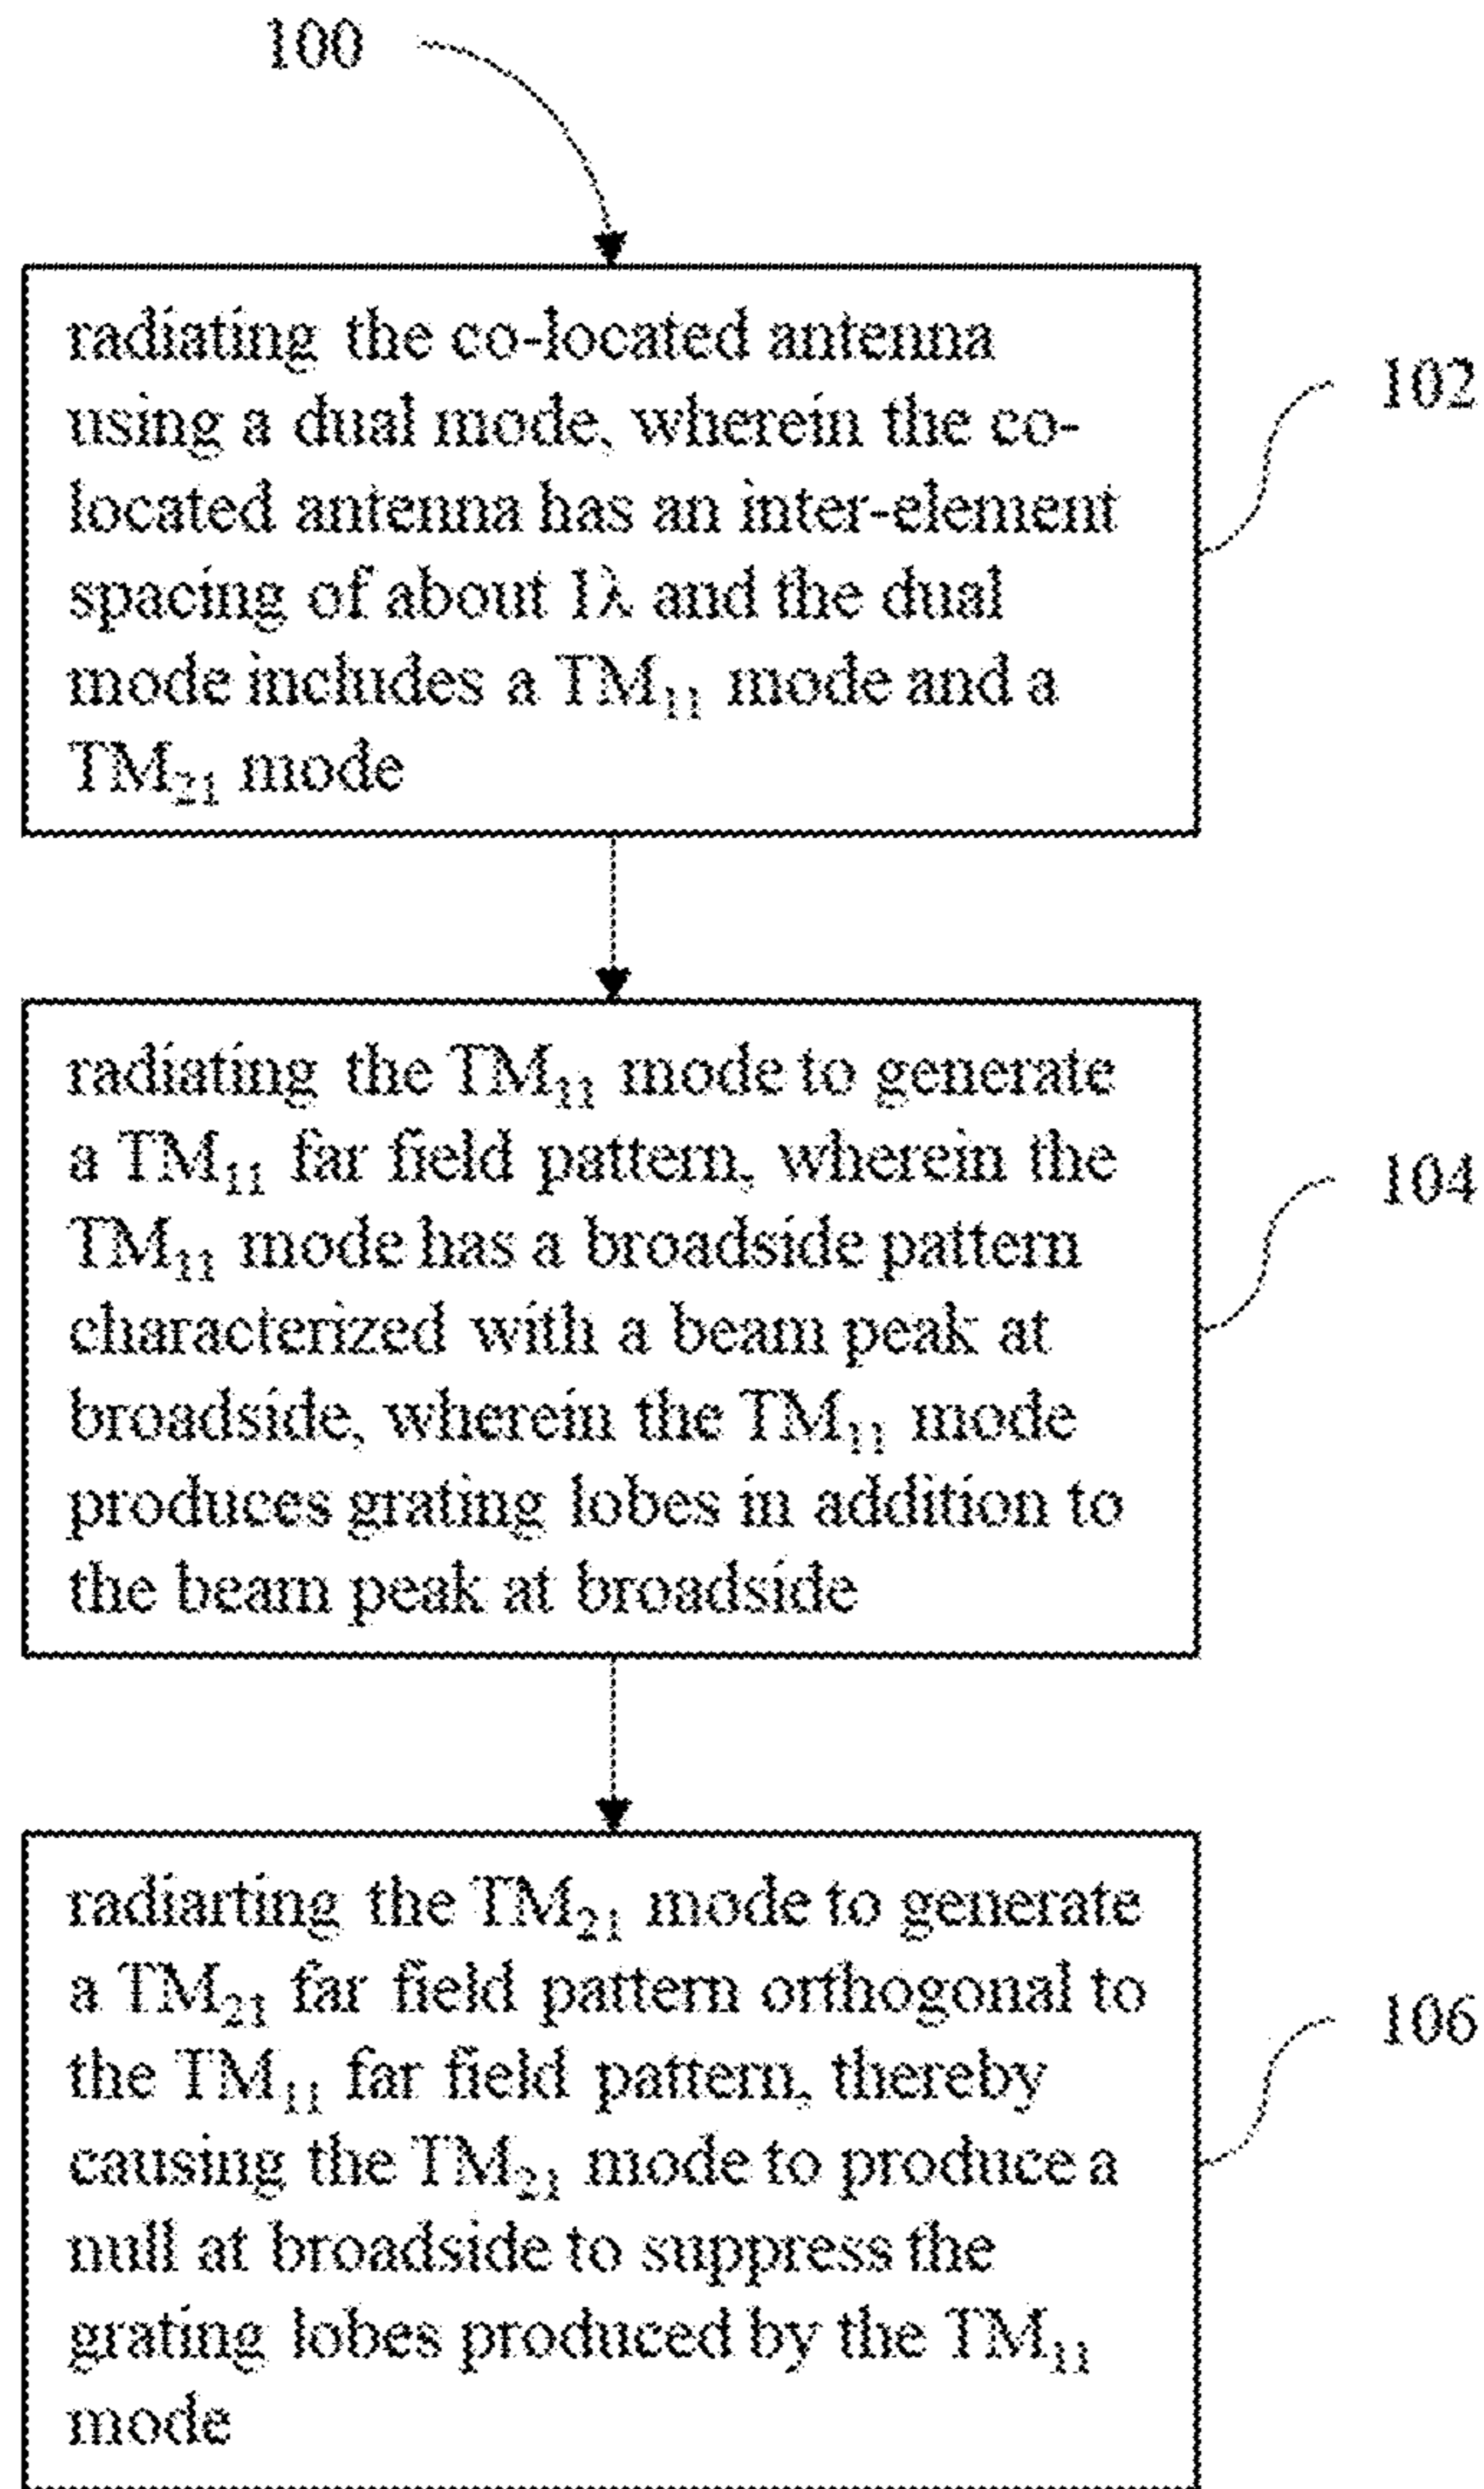 100
radiating the co-located antenna
using a dual mode, wherein the co-
located antenna has an inter-element
spacing of about 1λ and the dual
mode includes a TM₁₁ mode and a
TM₂₁ mode
102
radiating the TM₁₁ mode to generate
a TM₁₁ far field pattern, wherein the
TM₁₁ mode has a broadside pattern
characterized with a beam peak at
broadside, wherein the TM₁₁ mode
produces grating lobes in addition to
the beam peak at broadside
104
radiarting the TM₂₁ mode to generate
a TM₂₁ far field pattern orthogonal to
the TM₁₁ far field pattern, thereby
causing the TM₂₁ mode to produce a
null at broadside to suppress the
grating lobes produced by the TM₁₁
mode
106